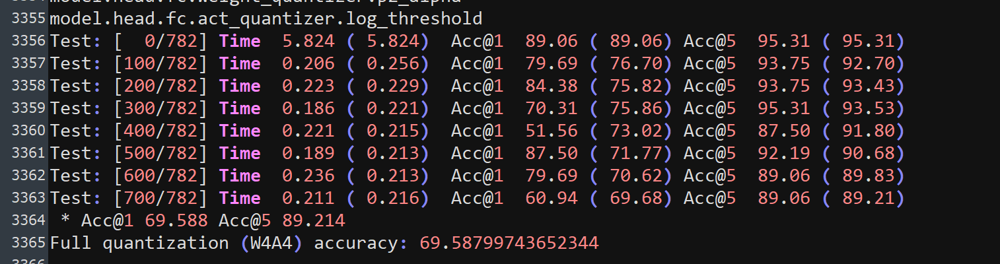 3354 model.head.fc.weight_quantizer.p2_alpha
3355 model.head.fc.act_quantizer.log_threshold
3356 Test: [  0/782] Time  5.824 ( 5.824)  Acc@1  89.06 ( 89.06) Acc@5  95.31 ( 95.31)
3357 Test: [100/782] Time  0.206 ( 0.256)  Acc@1  79.69 ( 76.70) Acc@5  93.75 ( 92.70)
3358 Test: [200/782] Time  0.223 ( 0.229)  Acc@1  84.38 ( 75.82) Acc@5  93.75 ( 93.43)
3359 Test: [300/782] Time  0.186 ( 0.221)  Acc@1  70.31 ( 75.86) Acc@5  95.31 ( 93.53)
3360 Test: [400/782] Time  0.221 ( 0.215)  Acc@1  51.56 ( 73.02) Acc@5  87.50 ( 91.80)
3361 Test: [500/782] Time  0.189 ( 0.213)  Acc@1  87.50 ( 71.77) Acc@5  92.19 ( 90.68)
3362 Test: [600/782] Time  0.236 ( 0.213)  Acc@1  79.69 ( 70.62) Acc@5  89.06 ( 89.83)
3363 Test: [700/782] Time  0.211 ( 0.216)  Acc@1  60.94 ( 69.68) Acc@5  89.06 ( 89.21)
3364  * Acc@1 69.588 Acc@5 89.214
3365 Full quantization (W4A4) accuracy: 69.58799743652344
3366